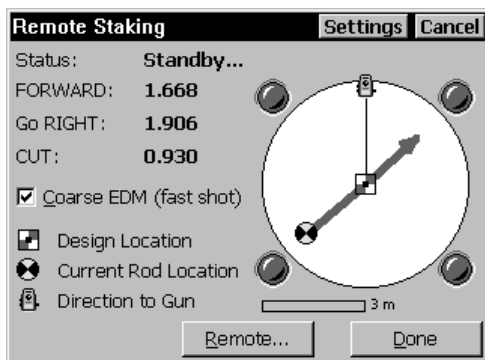 Remote Staking Settings Cancel
Status: Standby...
FORWARD: 1.668
Go RIGHT: 1.906
CUT: 0.930
Coarse EDM (fast shot)
Design Location
Current Rod Location
Direction to Gun
3 m
Remote... Done